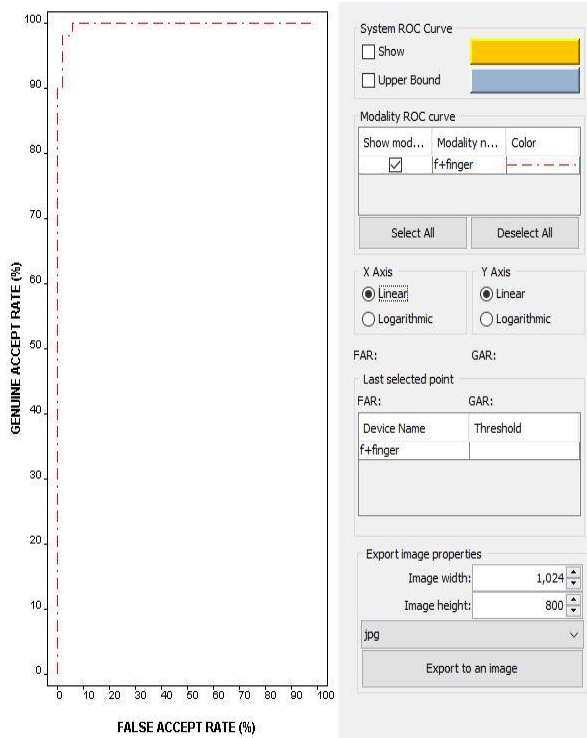 100
90
80
70
60
50
40
30
20
10
0
GENUINE ACCEPT RATE (%)
0 10 20 30 40 50 60 70 80 90 100
FALSE ACCEPT RATE (%)
System ROC Curve
Show
Upper Bound
Modality ROC curve
Show mod... Modality n... Color
f+finger
Select All Deselect All
X Axis Y Axis
Linear Linear
Logarithmic Logarithmic
FAR: GAR:
Last selected point
FAR: GAR:
Device Name Threshold
f+finger
Export image properties
Image width: 1,024
Image height: 800
jpg
Export to an image